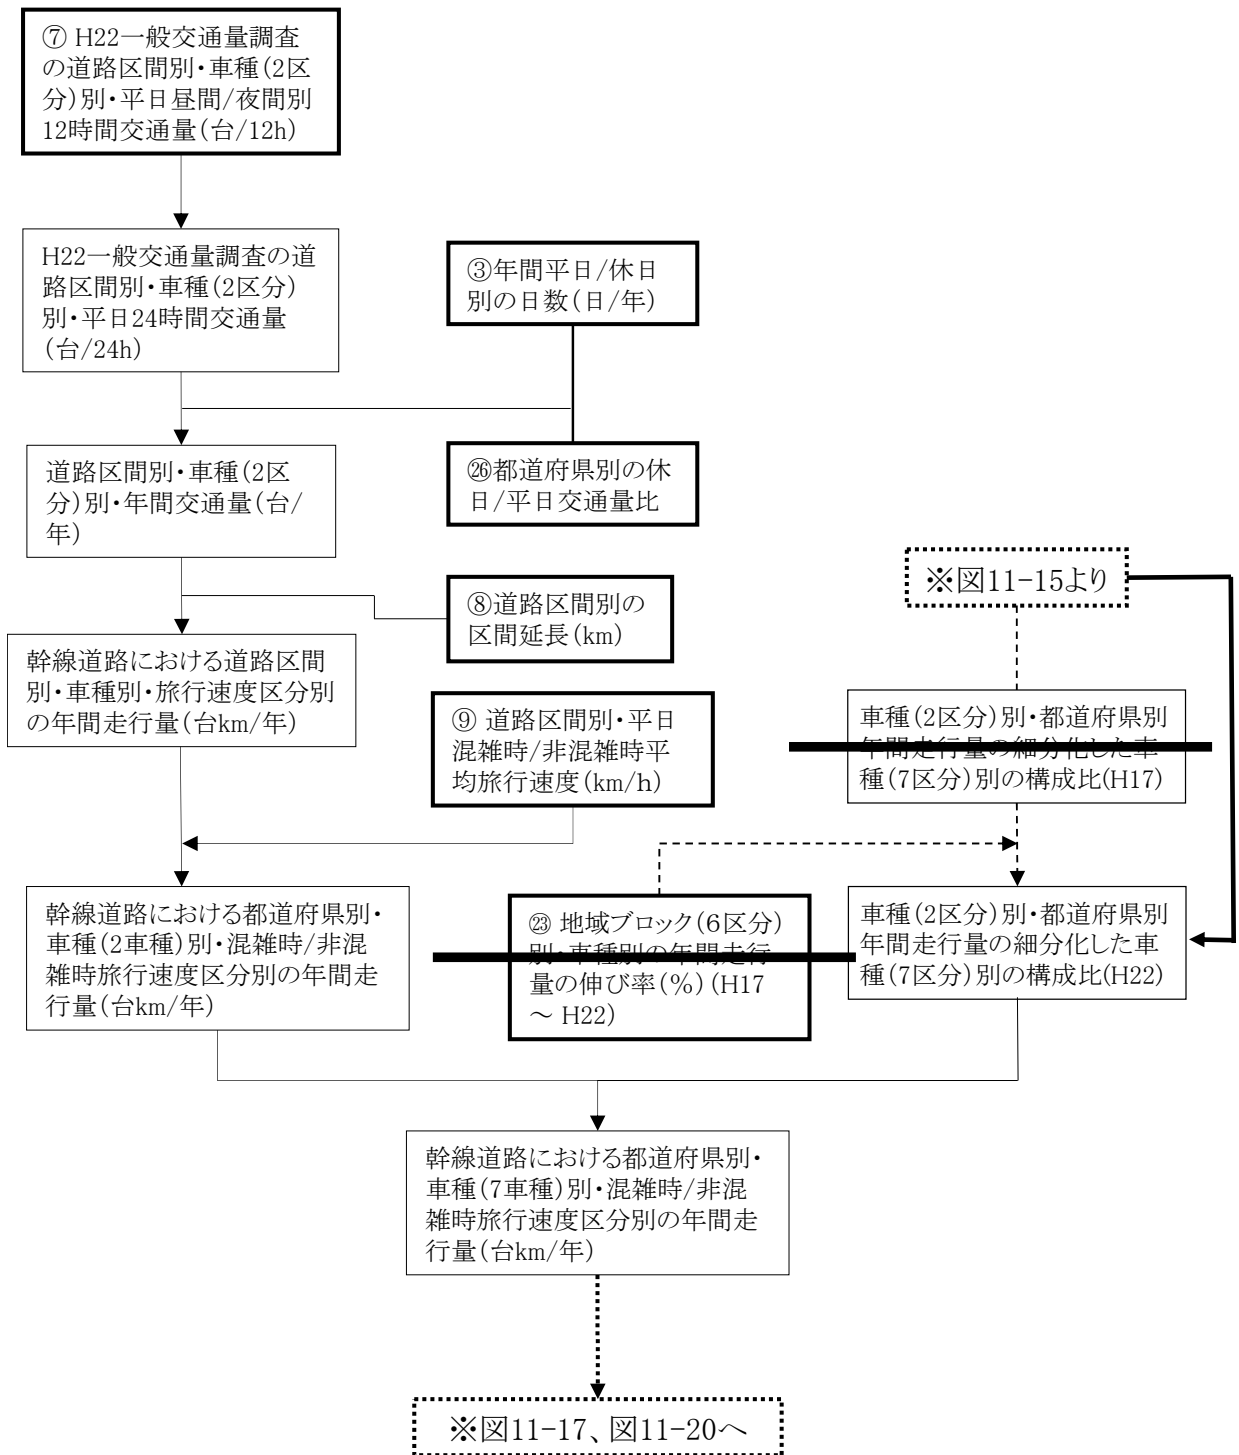 ⑦ H22一般交通量調査
の道路区間別・車種(2区
分)別・平日昼間/夜間別
12時間交通量(台/12h)
H22一般交通量調査の道
路区間別・車種(2区分)
別・平日24時間交通量
(台/24h)
③年間平日/休日
別の日数(日/年)
道路区間別・車種(2区
分)別・年間交通量(台/
年)
㉖都道府県別の休
日/平日交通量比
※図11-15より
⑧道路区間別の
区間延長(km)
幹線道路における道路区間
別・車種別・旅行速度区分別
の年間走行量(台km/年)
⑨ 道路区間別・平日
混雑時/非混雑時平
均旅行速度(km/h)
車種(2区分)別・都道府県別
年間走行量の細分化した車
種(7区分)別の構成比(H17)
幹線道路における都道府県別・
車種(2車種)別・混雑時/非混
雑時旅行速度区分別の年間走
行量(台km/年)
㉓ 地域ブロック(6区分)
別・車種別の年間走行
量の伸び率(%)(H17
～ H22)
車種(2区分)別・都道府県別
年間走行量の細分化した車
種(7区分)別の構成比(H22)
幹線道路における都道府県別・
車種(7車種)別・混雑時/非混
雑時旅行速度区分別の年間走
行量(台km/年)
※図11-17、図11-20へ